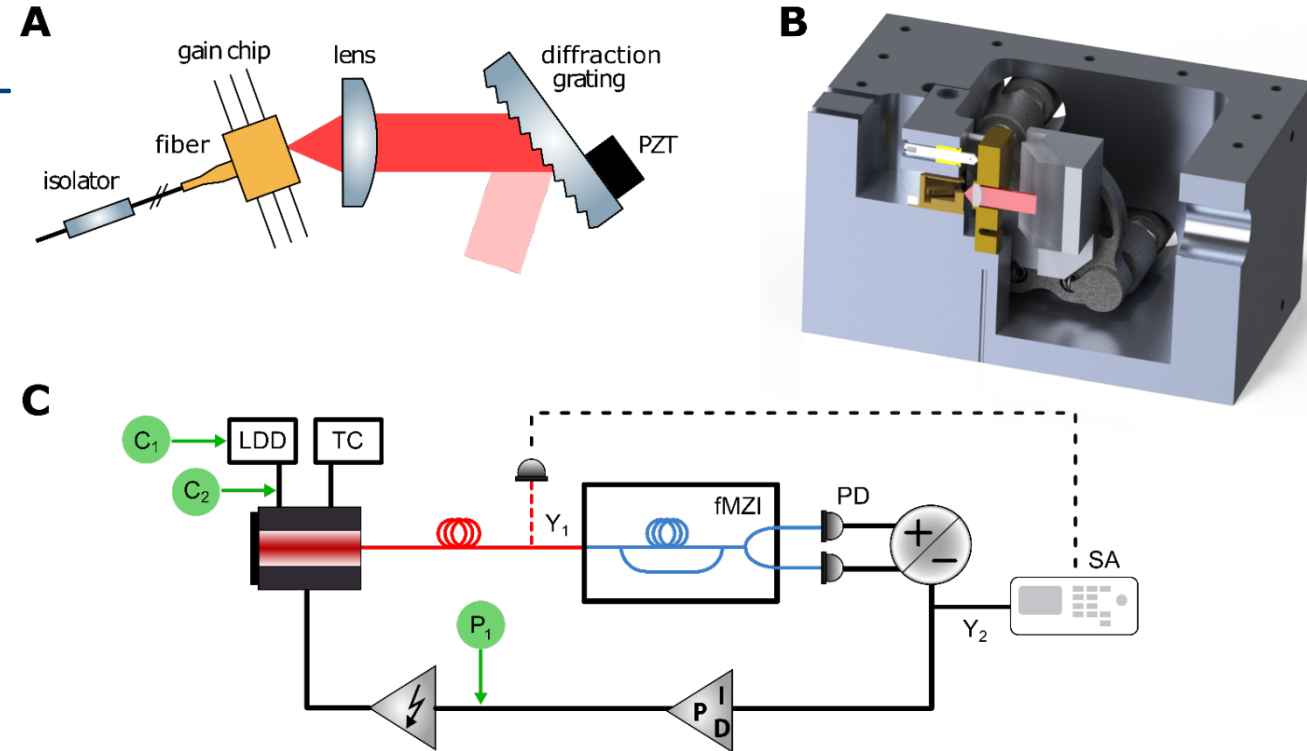 A
gain chip
lens
diffraction
grating
fiber
PZT
isolator
B
C
C1
LDD
TC
C2
Y1
fMZI
PD
+
−
SA
Y2
P1
P I
D